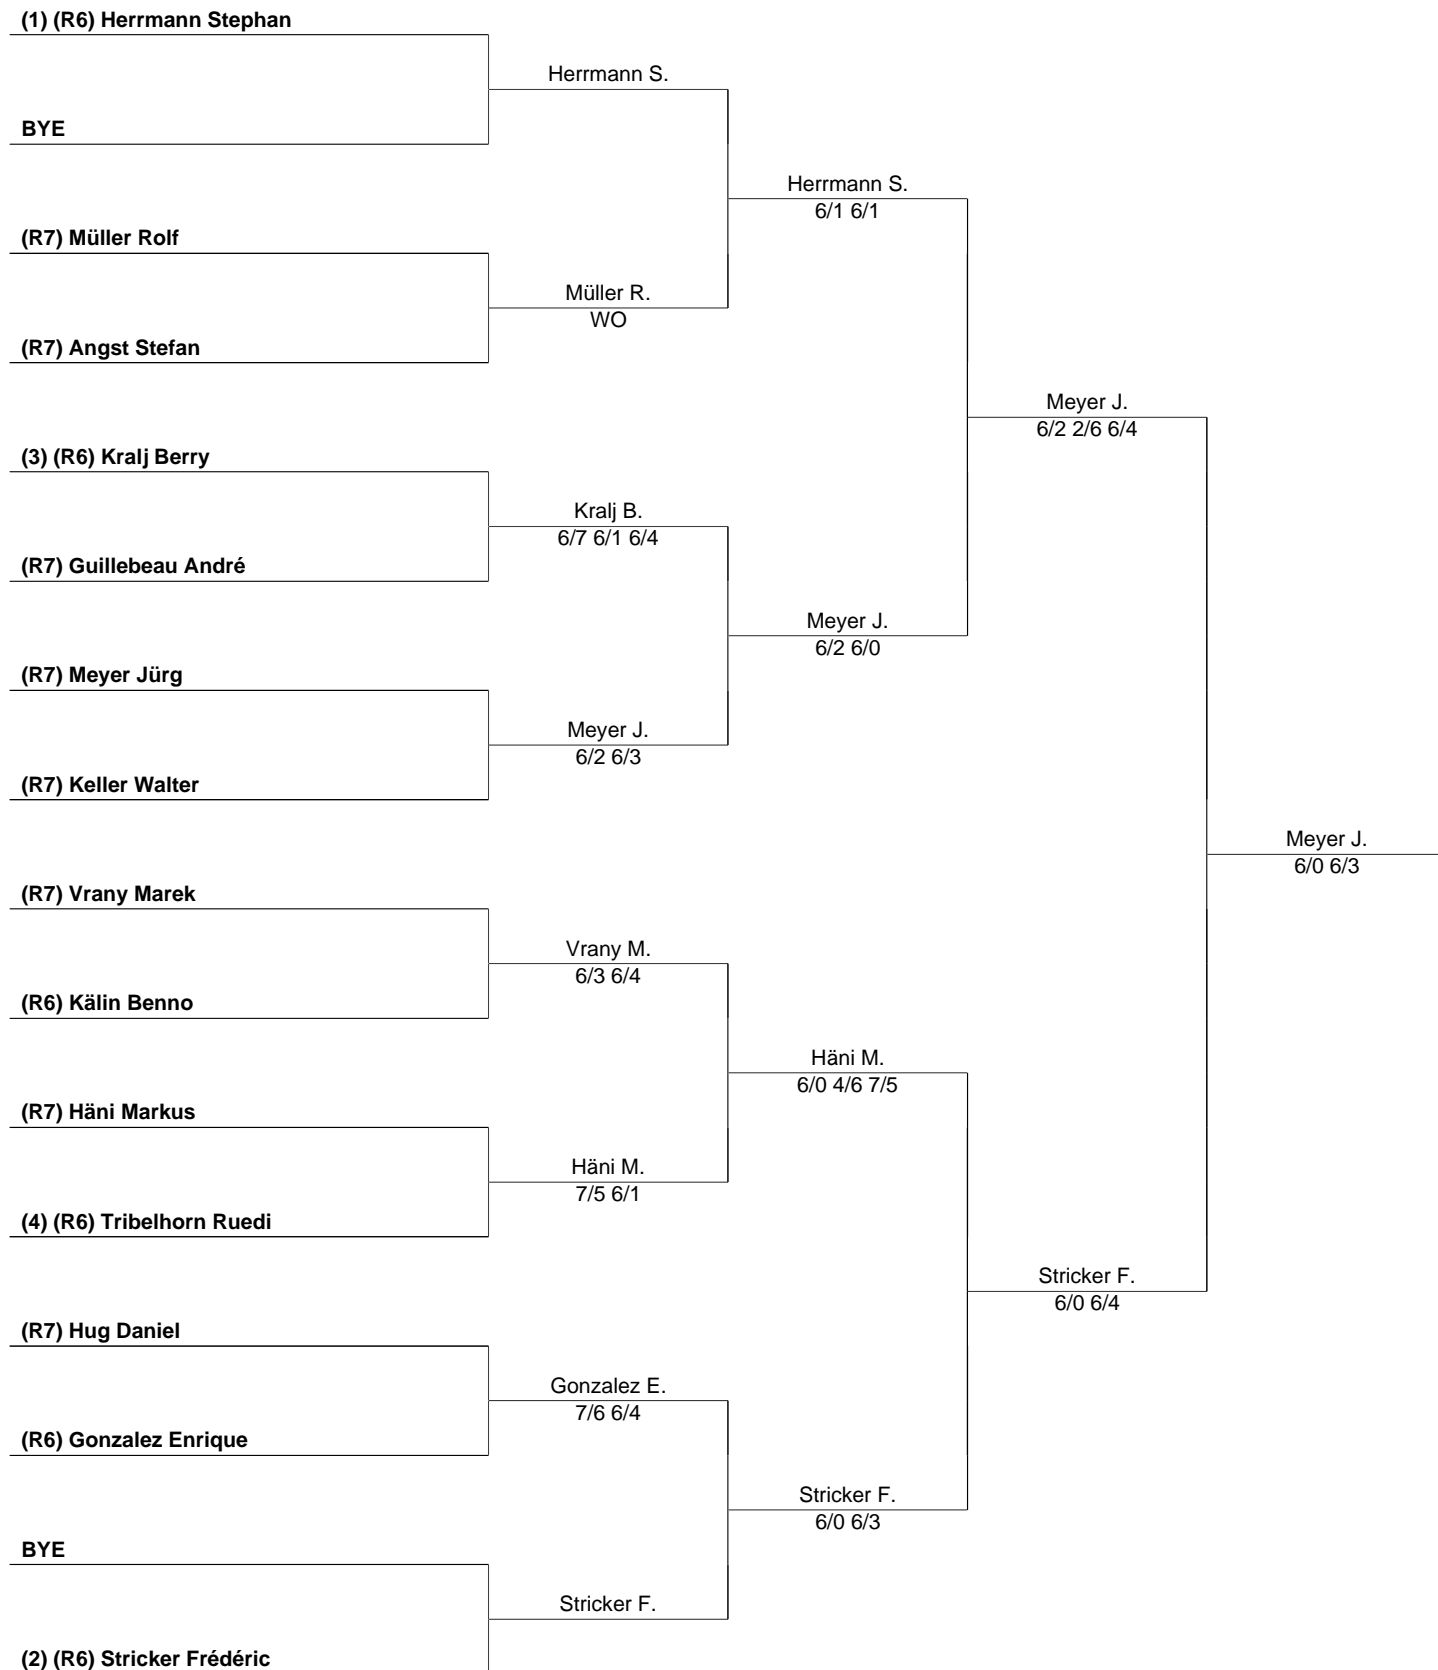 (1) (R6) Herrmann Stephan
Herrmann S.
BYE
Herrmann S.
6/1 6/1
(R7) Müller Rolf
Müller R.
WO
(R7) Angst Stefan
Meyer J.
6/2 2/6 6/4
(3) (R6) Kralj Berry
Kralj B.
6/7 6/1 6/4
(R7) Guillebeau André
Meyer J.
6/2 6/0
(R7) Meyer Jürg
Meyer J.
6/2 6/3
(R7) Keller Walter
Meyer J.
6/0 6/3
(R7) Vrany Marek
Vrany M.
6/3 6/4
(R6) Kälin Benno
Häni M.
6/0 4/6 7/5
(R7) Häni Markus
Häni M.
7/5 6/1
(4) (R6) Tribelhorn Ruedi
Stricker F.
6/0 6/4
(R7) Hug Daniel
Gonzalez E.
7/6 6/4
(R6) Gonzalez Enrique
Stricker F.
6/0 6/3
BYE
Stricker F.
(2) (R6) Stricker Frédéric